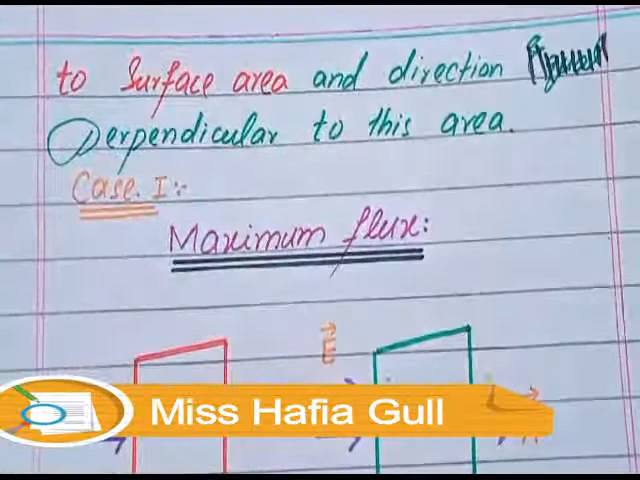 to Surface area and direction
Perpendicular to this area.
Case. I:-
Maximum flux:
E
A
Miss Hafia Gull